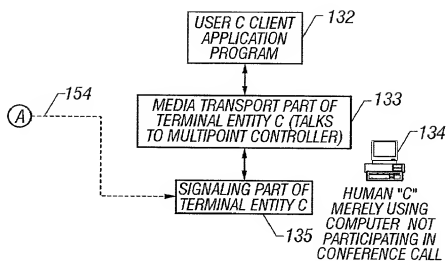 USER C CLIENT
APPLICATION
PROGRAM
132
154
A
MEDIA TRANSPORT PART OF
TERMINAL ENTITY C (TALKS
TO MULTIPOINT CONTROLLER)
133
134
SIGNALING PART OF
TERMINAL ENTITY C
135
HUMAN "C"
MERELY USING
COMPUTER NOT
PARTICIPATING IN
CONFERENCE CALL